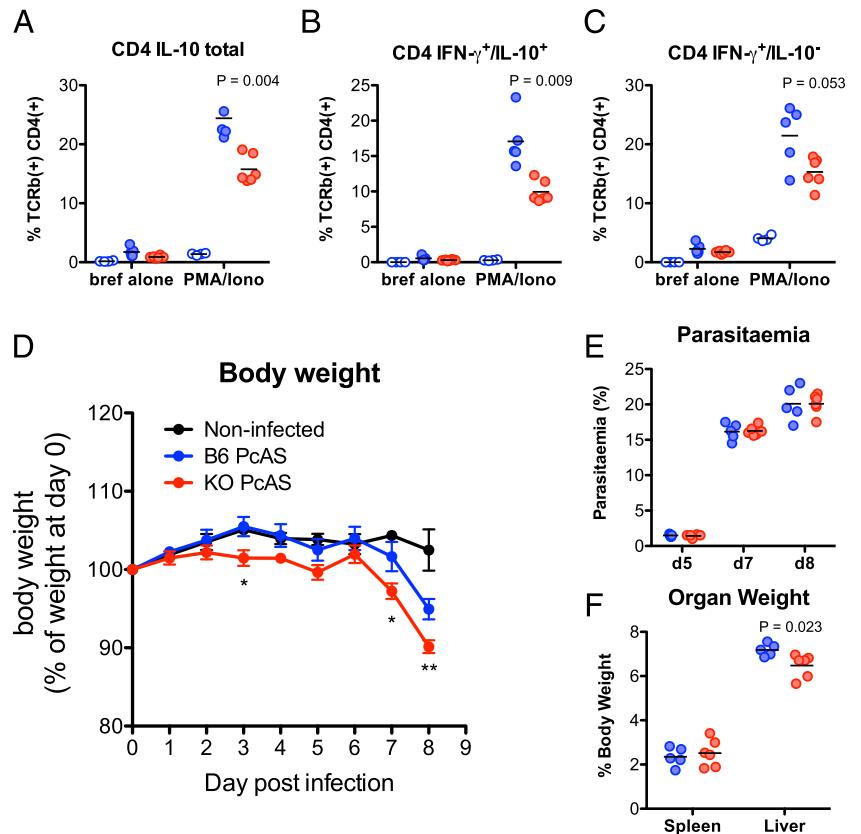 A
CD4 IL-10 total
P = 0.004
% TCRb(+) CD4(+)
30
20
10
0
bref alone PMA/Iono
B
CD4 IFN-γ+/IL-10+
P = 0.009
% TCRb(+) CD4(+)
25
20
15
10
5
0
bref alone PMA/Iono
C
CD4 IFN-γ+/IL-10-
P = 0.053
% TCRb(+) CD4(+)
30
20
10
0
bref alone PMA/Iono
D
Body weight
Non-infected
B6 PcAS
KO PcAS
body weight
(% of weight at day 0)
120
110
100
90
80
*
*
**
0 1 2 3 4 5 6 7 8 9
Day post infection
E
Parasitaemia
Parasitaemia (%)
25
20
15
10
5
0
d5 d7 d8
F
Organ Weight
P = 0.023
% Body Weight
8
6
4
2
0
Spleen Liver